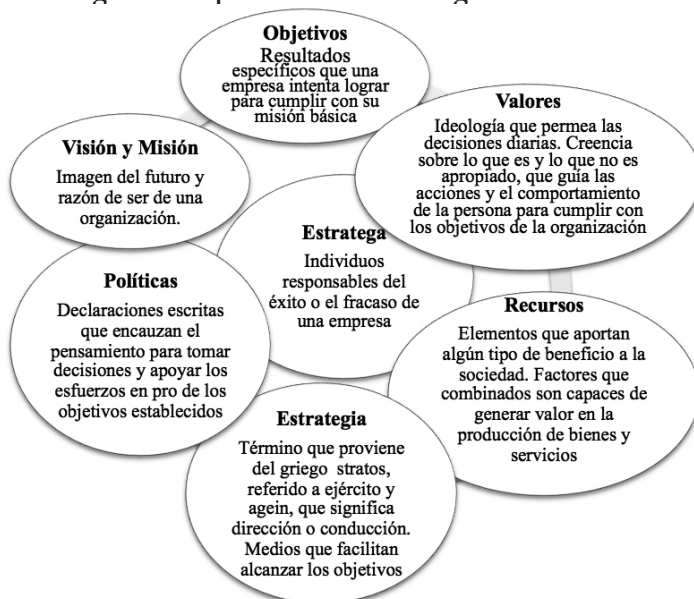 Objetivos
Resultados
específicos que una
empresa intenta lograr
para cumplir con su
misión básica
Valores
Ideología que permea las
decisiones diarias. Creencia
sobre lo que es y lo que no es
apropiado, que guía las
acciones y el comportamiento
de la persona para cumplir con
los objetivos de la organización
Visión y Misión
Imagen del futuro y
razón de ser de una
organización.
Estratega
Individuos
responsables del
éxito o el fracaso de
una empresa
Políticas
Declaraciones escritas
que encauzan el
pensamiento para tomar
decisiones y apoyar los
esfuerzos en pro de los
objetivos establecidos
Recursos
Elementos que aportan
algún tipo de beneficio a la
sociedad. Factores que
combinados son capaces de
generar valor en la
producción de bienes y
servicios
Estrategia
Término que proviene
del griego stratos,
referido a ejército y
agein, que significa
dirección o conducción.
Medios que facilitan
alcanzar los objetivos